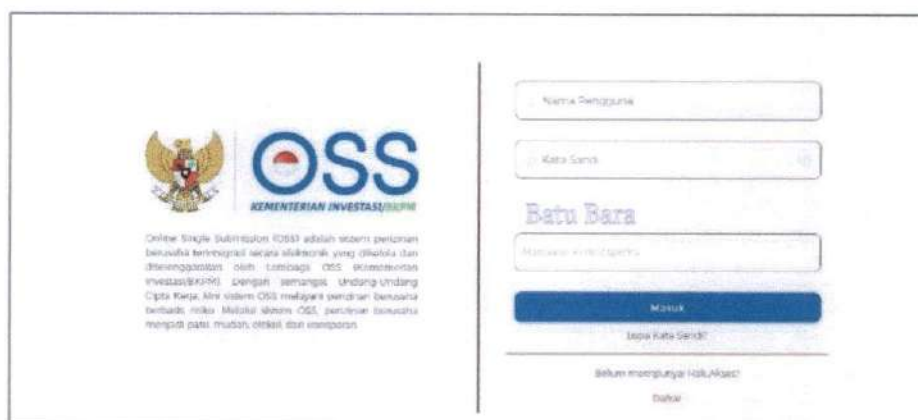 OSS
KEMENTERIAN INVESTASI/BKPM
Online Single Submission (OSS) adalah sistem perizinan
berusaha terintegrasi secara elektronik yang dikelola dan
diselenggarakan oleh Lembaga OSS (Kementerian
Investasi/BKPM). Dengan semangat Undang-Undang
Cipta Kerja, kini sistem OSS melayani perizinan berusaha
berbasis risiko. Melalui sistem OSS, perizinan berusaha
menjadi pasti, mudah, efektif, dan transparan.
Nama Pengguna
Kata Sandi
Batu Bara
Masukan Kode Captcha
Masuk
Lupa Kata Sandi?
Belum mempunyai Hak Akses?
Daftar